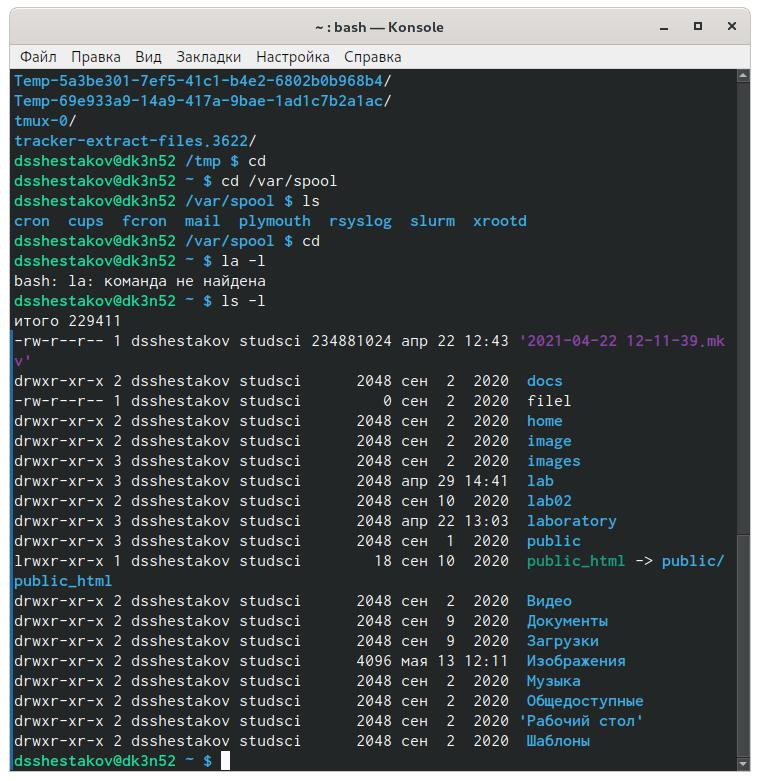 ~ : bash — Konsole
Файл Правка Вид Закладки Настройка Справка
Temp-5a3be301-7ef5-41c1-b4e2-6802b0b968b4/
Temp-69e933a9-14a9-417a-9bae-1ad1c7b2a1ac/
tmux-0/
tracker-extract-files.3622/
dsshestakov@dk3n52 /tmp $ cd
dsshestakov@dk3n52 ~ $ cd /var/spool
dsshestakov@dk3n52 /var/spool $ ls
cron cups fcron mail plymouth rsyslog slurm xrootd
dsshestakov@dk3n52 /var/spool $ cd
dsshestakov@dk3n52 ~ $ la -l
bash: la: команда не найдена
dsshestakov@dk3n52 ~ $ ls -l
итого 229411
-rw-r--r-- 1 dsshestakov studsci 234881024 апр 22 12:43 '2021-04-22 12-11-39.mk
v'
drwxr-xr-x 2 dsshestakov studsci 2048 сен 2 2020 docs
-rw-r--r-- 1 dsshestakov studsci 0 сен 2 2020 filel
drwxr-xr-x 2 dsshestakov studsci 2048 сен 2 2020 home
drwxr-xr-x 2 dsshestakov studsci 2048 сен 2 2020 image
drwxr-xr-x 3 dsshestakov studsci 2048 сен 2 2020 images
drwxr-xr-x 3 dsshestakov studsci 2048 апр 29 14:41 lab
drwxr-xr-x 2 dsshestakov studsci 2048 сен 10 2020 lab02
drwxr-xr-x 3 dsshestakov studsci 2048 апр 22 13:03 laboratory
drwxr-xr-x 3 dsshestakov studsci 2048 сен 1 2020 public
lrwxr-xr-x 1 dsshestakov studsci 18 сен 10 2020 public_html -> public/
public_html
drwxr-xr-x 2 dsshestakov studsci 2048 сен 2 2020 Видео
drwxr-xr-x 2 dsshestakov studsci 2048 сен 9 2020 Документы
drwxr-xr-x 2 dsshestakov studsci 2048 сен 9 2020 Загрузки
drwxr-xr-x 2 dsshestakov studsci 4096 мая 13 12:11 Изображения
drwxr-xr-x 2 dsshestakov studsci 2048 сен 2 2020 Музыка
drwxr-xr-x 2 dsshestakov studsci 2048 сен 2 2020 Общедоступные
drwxr-xr-x 2 dsshestakov studsci 2048 сен 2 2020 'Рабочий стол'
drwxr-xr-x 2 dsshestakov studsci 2048 сен 2 2020 Шаблоны
dsshestakov@dk3n52 ~ $